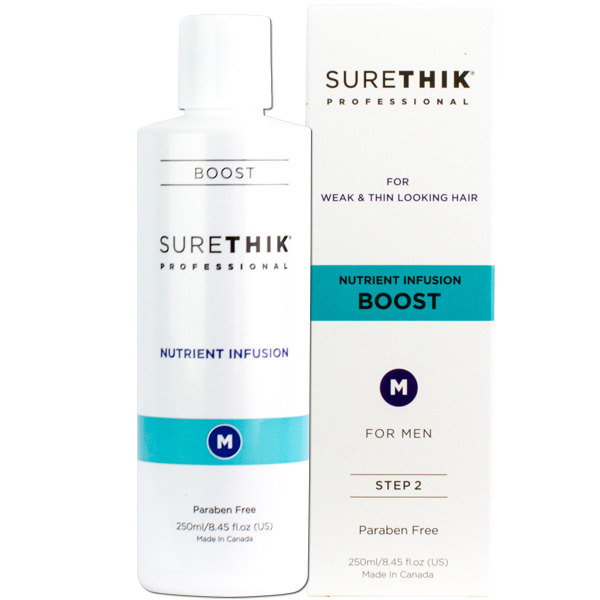 BOOST
SURETHIK®
PROFESSIONAL
NUTRIENT INFUSION
M
Paraben Free
250ml/8.45 fl.oz (US)
Made In Canada
SURETHIK®
PROFESSIONAL
FOR
WEAK & THIN LOOKING HAIR
NUTRIENT INFUSION
BOOST
M
FOR MEN
STEP 2
Paraben Free
250ml/8.45 fl.oz (US)
Made In Canada